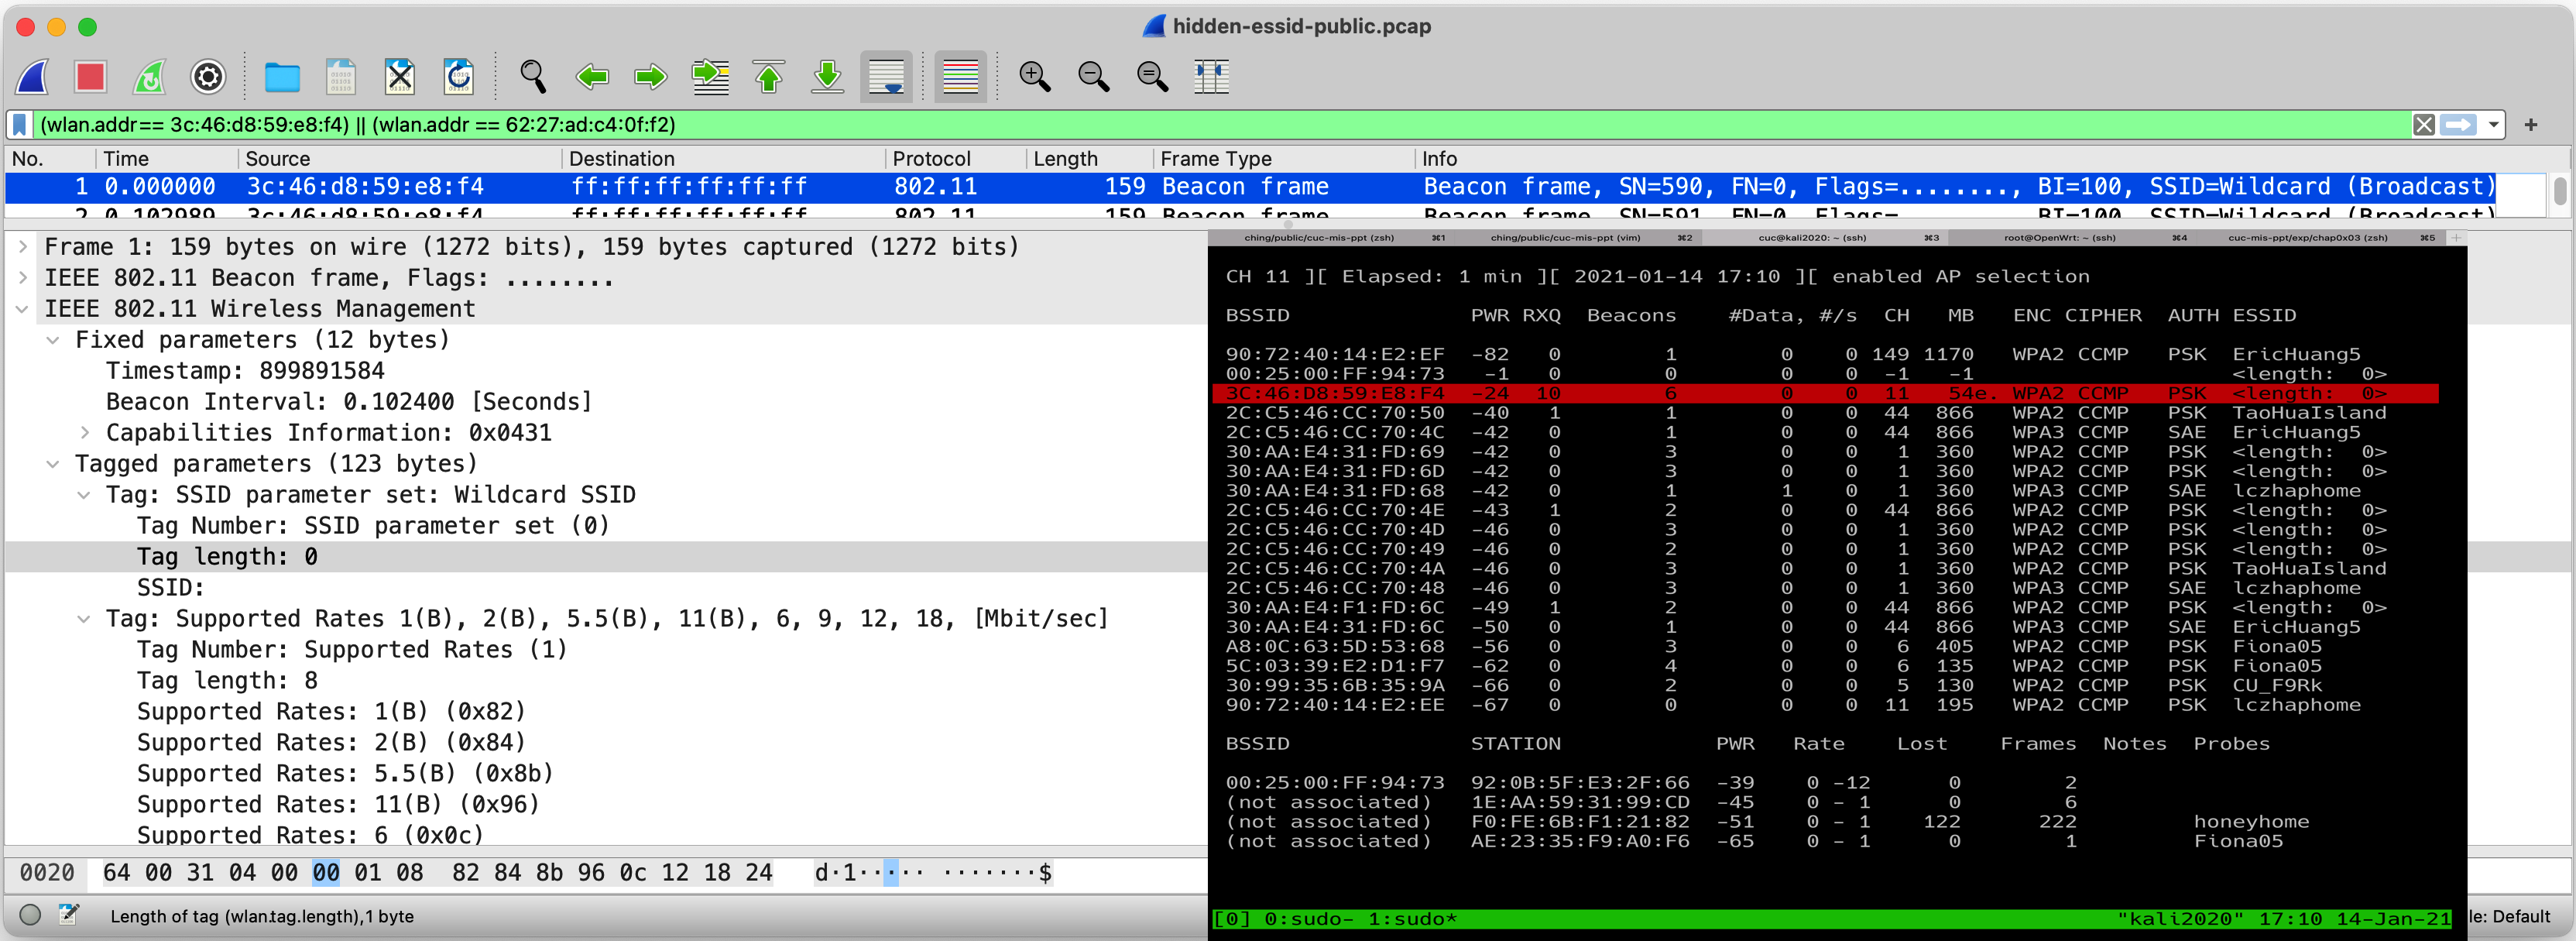 hidden-essid-public.pcap
(wlan.addr== 3c:46:d8:59:e8:f4) || (wlan.addr == 62:27:ad:c4:0f:f2)
+
No. Time Source Destination Protocol Length Frame Type Info
1 0.000000 3c:46:d8:59:e8:f4 ff:ff:ff:ff:ff:ff 802.11 159 Beacon frame Beacon frame, SN=590, FN=0, Flags=........, BI=100, SSID=Wildcard (Broadcast)
2 0.102989 3c:46:d8:59:e8:f4 ff:ff:ff:ff:ff:ff 802.11 159 Beacon frame Beacon frame, SN=591, FN=0, Flags= BI=100, SSID=Wildcard (Broadcast)
Frame 1: 159 bytes on wire (1272 bits), 159 bytes captured (1272 bits)
IEEE 802.11 Beacon frame, Flags: ........
IEEE 802.11 Wireless Management
Fixed parameters (12 bytes)
Timestamp: 899891584
Beacon Interval: 0.102400 [Seconds]
Capabilities Information: 0x0431
Tagged parameters (123 bytes)
Tag: SSID parameter set: Wildcard SSID
Tag Number: SSID parameter set (0)
Tag length: 0
SSID:
Tag: Supported Rates 1(B), 2(B), 5.5(B), 11(B), 6, 9, 12, 18, [Mbit/sec]
Tag Number: Supported Rates (1)
Tag length: 8
Supported Rates: 1(B) (0x82)
Supported Rates: 2(B) (0x84)
Supported Rates: 5.5(B) (0x8b)
Supported Rates: 11(B) (0x96)
Supported Rates: 6 (0x0c)
0020 64 00 31 04 00 00 01 08 82 84 8b 96 0c 12 18 24 d·1····· ·······$
Length of tag (wlan.tag.length), 1 byte
ching/public/cuc-mis-ppt (zsh) ⌘1 ching/public/cuc-mis-ppt (vim) ⌘2 cuc@kali2020: ~ (ssh) ⌘3 root@OpenWrt: ~ (ssh) ⌘4 cuc-mis-ppt/exp/chap0x03 (zsh) ⌘5 +
CH 11 ][ Elapsed: 1 min ][ 2021-01-14 17:10 ][ enabled AP selection
BSSID PWR RXQ Beacons #Data, #/s CH MB ENC CIPHER AUTH ESSID
90:72:40:14:E2:EF -82 0 1 0 0 149 1170 WPA2 CCMP PSK EricHuang5
00:25:00:FF:94:73 -1 0 0 0 0 -1 -1 <length: 0>
3C:46:D8:59:E8:F4 -24 10 6 0 0 11 54e. WPA2 CCMP PSK <length: 0>
2C:C5:46:CC:70:50 -40 1 1 0 0 44 866 WPA2 CCMP PSK TaoHuaIsland
2C:C5:46:CC:70:4C -42 0 1 0 0 44 866 WPA3 CCMP SAE EricHuang5
30:AA:E4:31:FD:69 -42 0 3 0 0 1 360 WPA2 CCMP PSK <length: 0>
30:AA:E4:31:FD:6D -42 0 3 0 0 1 360 WPA2 CCMP PSK <length: 0>
30:AA:E4:31:FD:68 -42 0 1 1 0 1 360 WPA3 CCMP SAE lczhaphome
2C:C5:46:CC:70:4E -43 1 2 0 0 44 866 WPA2 CCMP PSK <length: 0>
2C:C5:46:CC:70:4D -46 0 3 0 0 1 360 WPA2 CCMP PSK <length: 0>
2C:C5:46:CC:70:49 -46 0 2 0 0 1 360 WPA2 CCMP PSK <length: 0>
2C:C5:46:CC:70:4A -46 0 3 0 0 1 360 WPA2 CCMP PSK TaoHuaIsland
2C:C5:46:CC:70:48 -46 0 3 0 0 1 360 WPA3 CCMP SAE lczhaphome
30:AA:E4:F1:FD:6C -49 1 2 0 0 44 866 WPA2 CCMP PSK <length: 0>
30:AA:E4:31:FD:6C -50 0 1 0 0 44 866 WPA3 CCMP SAE EricHuang5
A8:0C:63:5D:53:68 -56 0 3 0 0 6 405 WPA2 CCMP PSK Fiona05
5C:03:39:E2:D1:F7 -62 0 4 0 0 6 135 WPA2 CCMP PSK Fiona05
30:99:35:6B:35:9A -66 0 2 0 0 5 130 WPA2 CCMP PSK CU_F9Rk
90:72:40:14:E2:EE -67 0 0 0 0 11 195 WPA2 CCMP PSK lczhaphome
BSSID STATION PWR Rate Lost Frames Notes Probes
00:25:00:FF:94:73 92:0B:5F:E3:2F:66 -39 0 -12 0 2
(not associated) 1E:AA:59:31:99:CD -45 0 - 1 0 6
(not associated) F0:FE:6B:F1:21:82 -51 0 - 1 122 222 honeyhome
(not associated) AE:23:35:F9:A0:F6 -65 0 - 1 0 1 Fiona05
[0] 0:sudo- 1:sudo* "kali2020" 17:10 14-Jan-21
le: Default